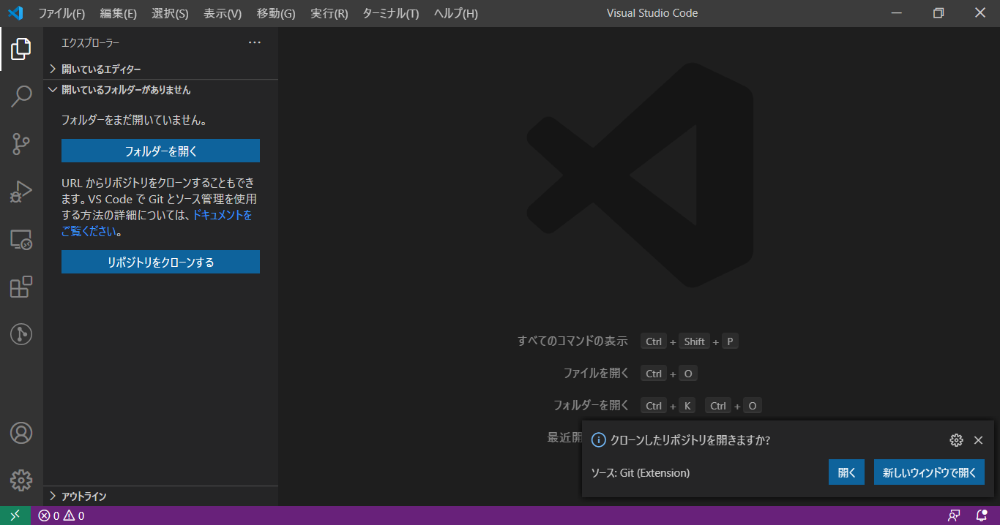 ファイル(F) 編集(E) 選択(S) 表示(V) 移動(G) 実行(R) ターミナル(T) ヘルプ(H) Visual Studio Code
エクスプローラー
開いているエディター
開いているフォルダーがありません
フォルダーをまだ開いていません。
フォルダーを開く
URL からリポジトリをクローンすることもでき
ます。VS Code で Git とソース管理を使用
する方法の詳細については、ドキュメントを
ご覧ください。
リポジトリをクローンする
アウトライン
すべてのコマンドの表示 Ctrl + Shift + P
ファイルを開く Ctrl + O
フォルダーを開く Ctrl + K Ctrl + O
最近開
クローンしたリポジトリを開きますか?
ソース: Git (Extension) 開く 新しいウィンドウで開く
0 0